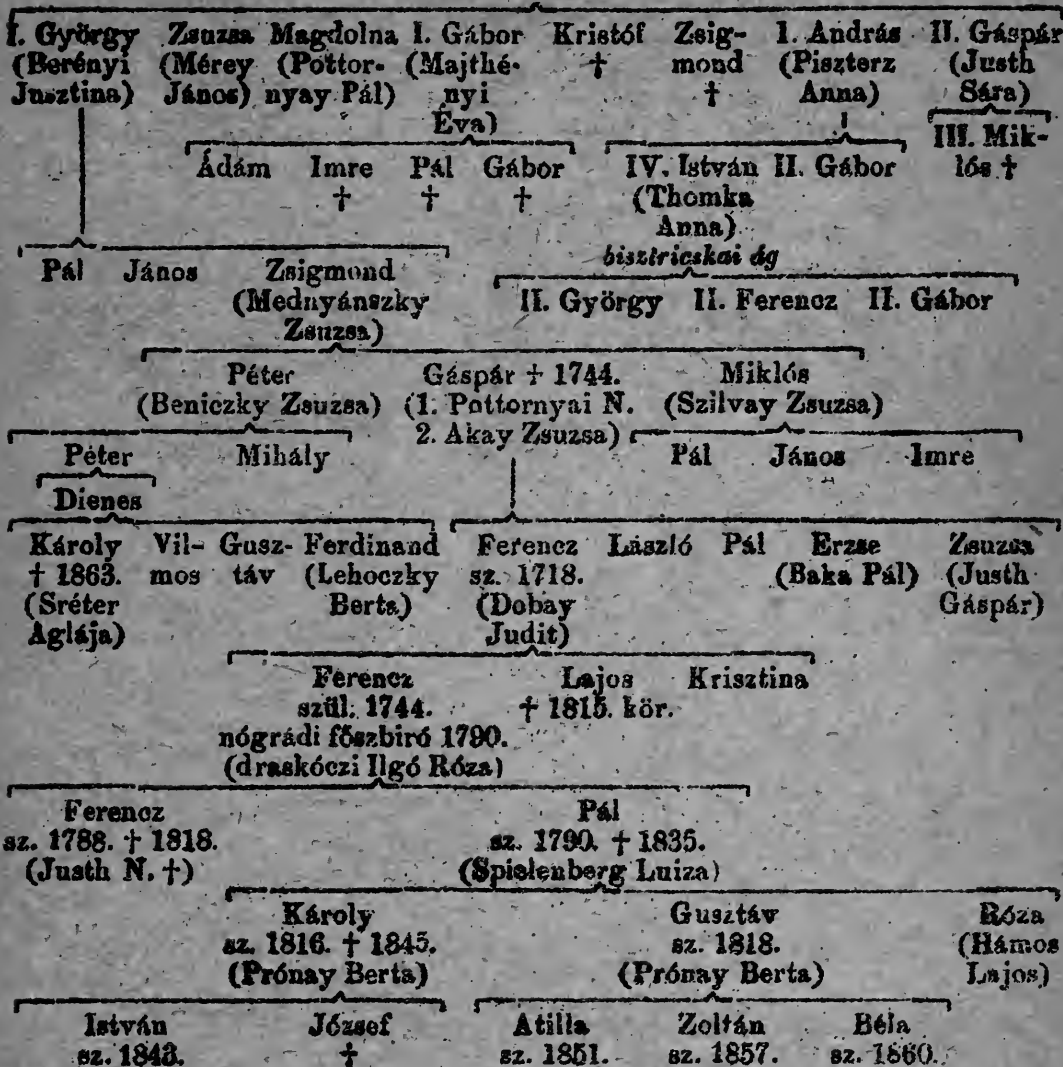 I. György Zsuzsa Magdolna I. Gábor Kristóf Zsig- I. András II. Gáspár
(Berényi (Mérey (Pottor- (Majthé- † mond (Piszterz (Justh
Jusztina) János) nyay Pál) nyi † Anna) Sára)
Éva) III. Mik-
Ádám Imre Pál Gábor IV. István II. Gábor lós †
† † † (Thomka
Anna)
Pál János Zsigmond bisztricskai ág
(Mednyánszky II. György II. Ferencz II. Gábor
Zsuzsa)
Péter Gáspár † 1744. Miklós
(Beniczky Zsuzsa) (1. Pottornyai N. (Szilvay Zsuzsa)
2. Akay Zsuzsa)
Péter Mihály Pál János Imre
Dienes
Károly Vil- Gusz- Ferdinand Ferencz László Pál Erzse Zsuzsa
† 1863. mos táv (Lehoczky sz. 1718. (Baka Pál) (Justh
(Sréter Berta) (Dobay Gáspár)
Aglája) Judit)
Ferencz Lajos Krisztina
szül. 1744. † 1815. kör.
nógrádi főszbiró 1790.
(draskóczi Ilgó Róza)
Ferencz Pál
sz. 1788. † 1818. sz. 1790. † 1835.
(Justh N. †) (Spielenberg Luiza)
Károly Gusztáv Róza
sz. 1816. † 1845. sz. 1818. (Hámos
(Prónay Berta) (Prónay Berta) Lajos)
István József Atilla Zoltán Béla
sz. 1843. † sz. 1851. sz. 1857. sz. 1860.